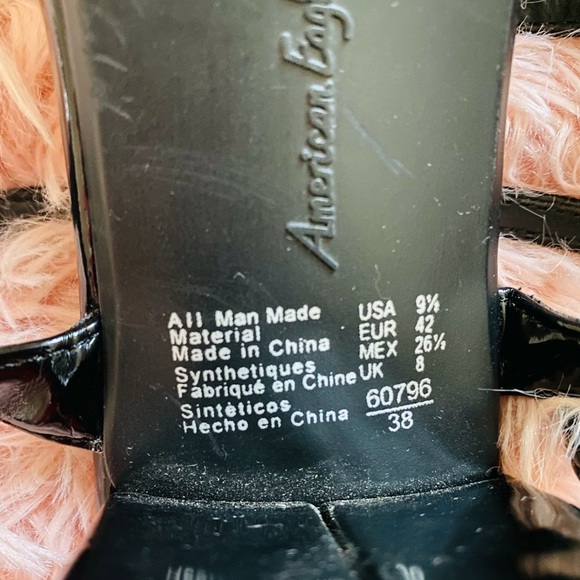 American Eagl
All Man Made
Material
Made in China
Synthetiques
Fabriqué en Chine
Sintéticos
Hecho en China
USA 9½
EUR 42
MEX 26½
UK 8
60796
38